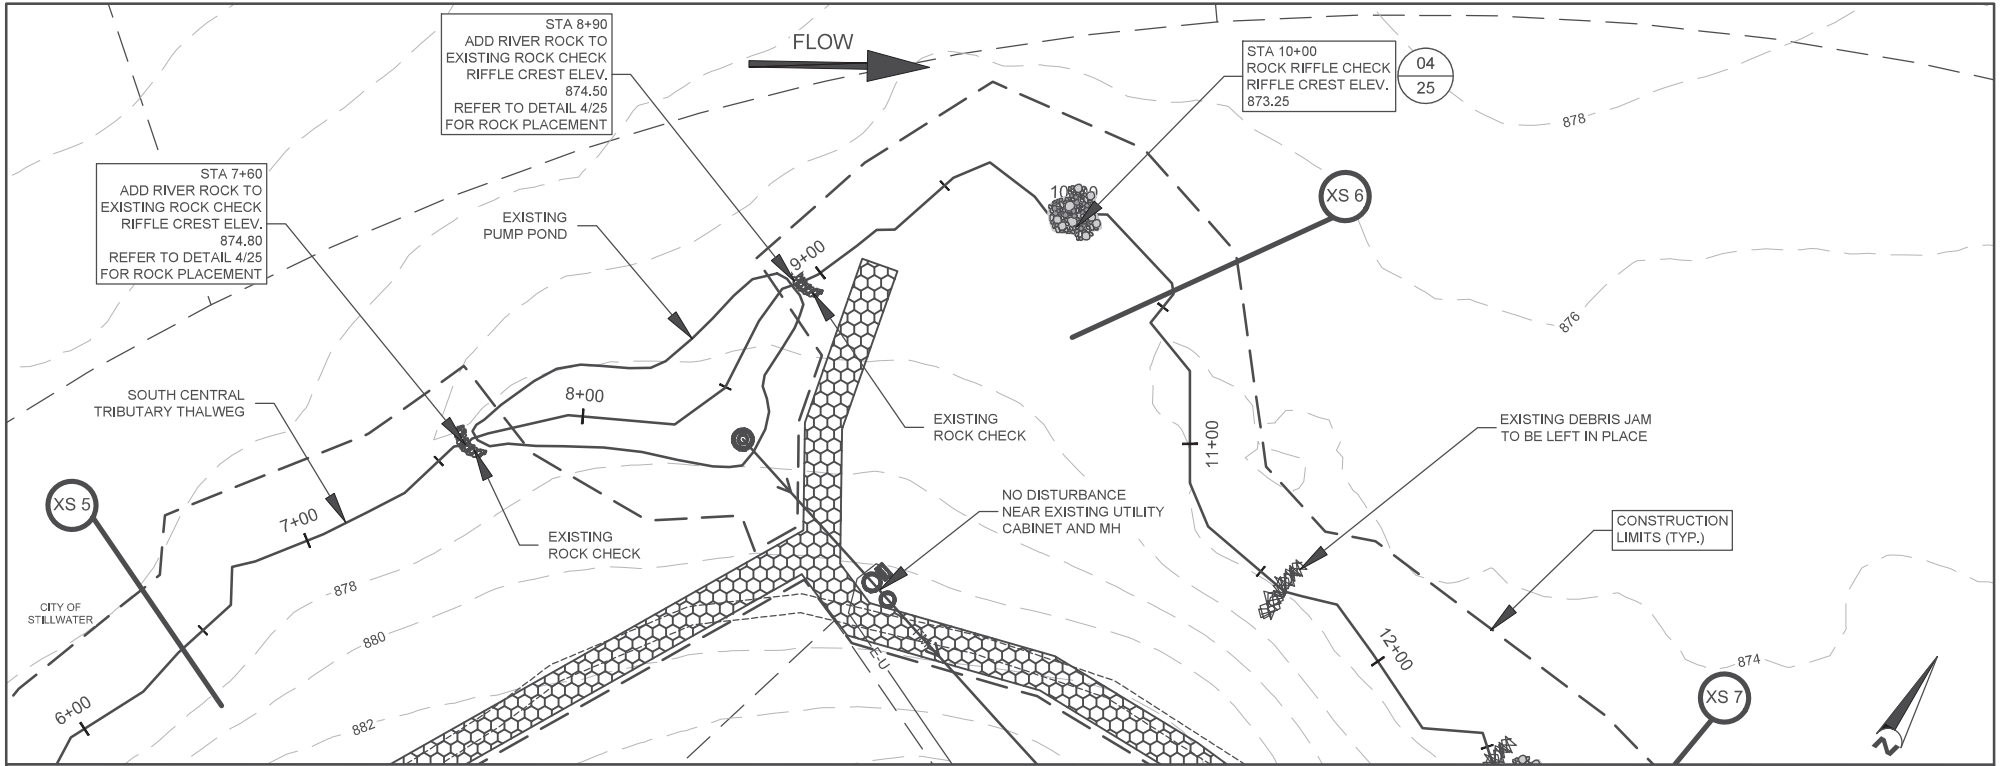 STA 8+90
ADD RIVER ROCK TO
EXISTING ROCK CHECK
RIFFLE CREST ELEV.
874.50
REFER TO DETAIL 4/25
FOR ROCK PLACEMENT
FLOW
STA 10+00
ROCK RIFFLE CHECK
RIFFLE CREST ELEV.
873.25
04
25
878
STA 7+60
ADD RIVER ROCK TO
EXISTING ROCK CHECK
RIFFLE CREST ELEV.
874.80
REFER TO DETAIL 4/25
FOR ROCK PLACEMENT
EXISTING
PUMP POND
9+00
XS 6
876
SOUTH CENTRAL
TRIBUTARY THALWEG
8+00
EXISTING
ROCK CHECK
11+00
EXISTING DEBRIS JAM
TO BE LEFT IN PLACE
XS 5
7+00
EXISTING
ROCK CHECK
NO DISTURBANCE
NEAR EXISTING UTILITY
CABINET AND MH
CONSTRUCTION
LIMITS (TYP.)
CITY OF
STILLWATER
878
880
882
6+00
E-U
12+00
874
XS 7
N